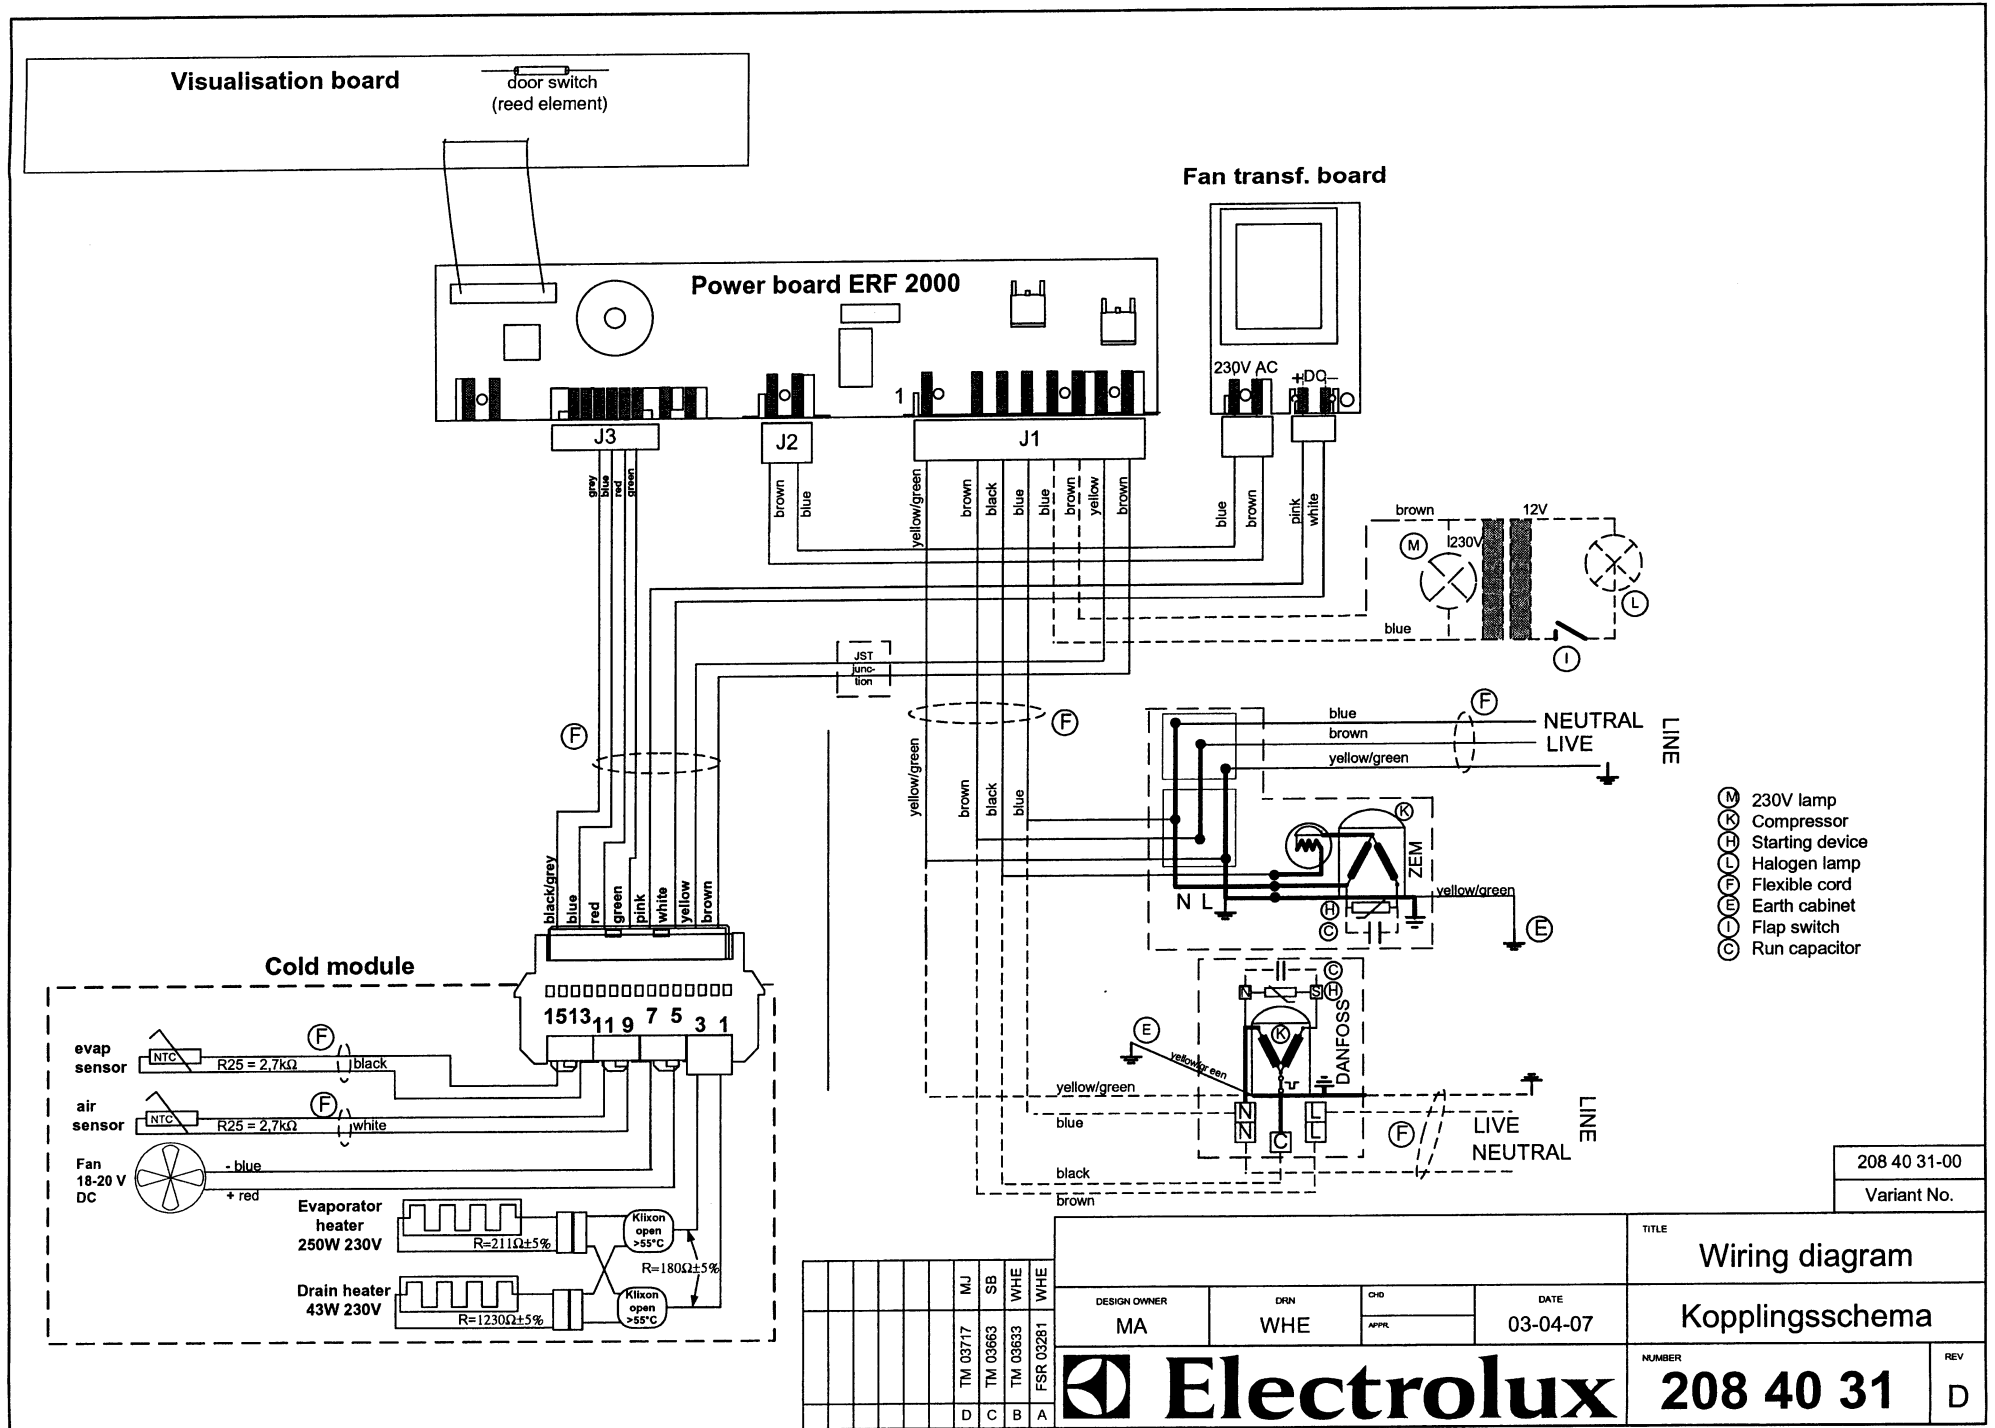 Visualisation board
door switch
(reed element)
Fan transf. board
Power board ERF 2000
230V AC
+DC-
1
J3
J2
J1
grey
blue
red
green
brown
blue
yellow/green
brown
black
blue
blue
brown
yellow
brown
blue
brown
pink
white
brown
12V
M
230V
L
blue
I
JST
junc-
tion
F
F
F
blue
NEUTRAL
brown
LIVE
yellow/green
LINE
yellow/green
brown
black
blue
K
ZEM
N L
H
C
yellow/green
E
M 230V lamp
K Compressor
H Starting device
L Halogen lamp
F Flexible cord
E Earth cabinet
I Flap switch
C Run capacitor
black/grey
blue
red
green
pink
white
yellow
brown
Cold module
15 13 11 9 7 5 3 1
evap
sensor
NTC
R25 = 2,7kΩ
F
black
air
sensor
NTC
R25 = 2,7kΩ
F
white
Fan
18-20 V
DC
- blue
+ red
Evaporator
heater
250W 230V
R=211Ω±5%
Klixon
open
>55°C
R=180Ω±5%
Drain heater
43W 230V
R=1230Ω±5%
Klixon
open
>55°C
C
N
S
H
K
DANFOSS
E
yellow/green
yellow/green
blue
N
N
C
L
L
F
LIVE
NEUTRAL
LINE
black
brown
208 40 31-00
Variant No.
TITLE
Wiring diagram
Kopplingsschema
MJ
SB
WHE
WHE
TM 03717
TM 03663
TM 03633
FSR 03281
D
C
B
A
DESIGN OWNER
MA
DRN
WHE
CHD
APPR.
DATE
03-04-07
Electrolux
NUMBER
208 40 31
REV
D